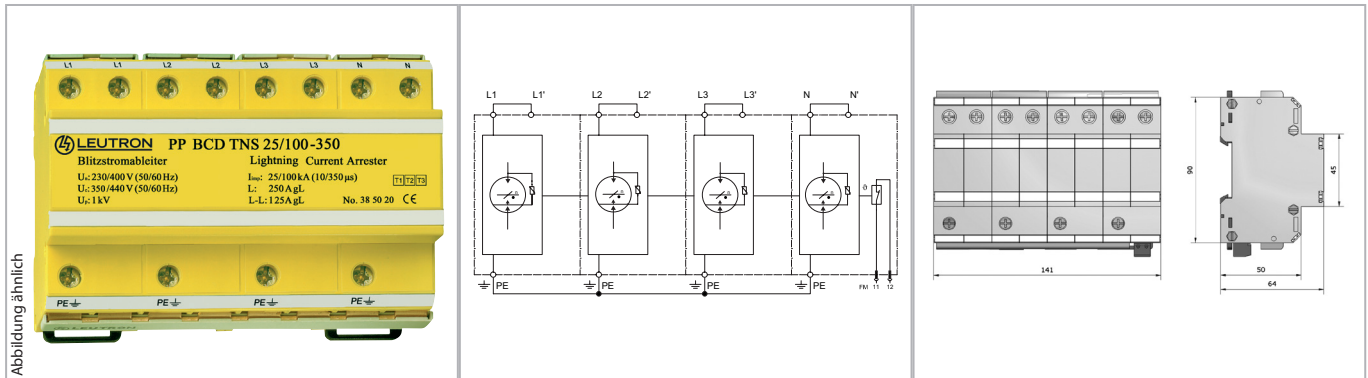 Abbildung ähnlich
L1 L1 L2 L2 L3 L3 N N
LEUTRON PP BCD TNS 25/100-350
Blitzstromableiter Lightning Current Arrester
Uₙ: 230/400 V (50/60 Hz) Iimp: 25/100 kA (10/350 µs) T1 T2 T3
U꜀: 350/440 V (50/60 Hz) L: 250 A gL
Uₚ: 1 kV L-L: 125 A gL No. 38 50 20 CE
PE PE PE PE
LEUTRON
L1 L1' L2 L2' L3 L3' N N'
ϑ
PE PE PE PE FM 11 12
90
45
141
50
64